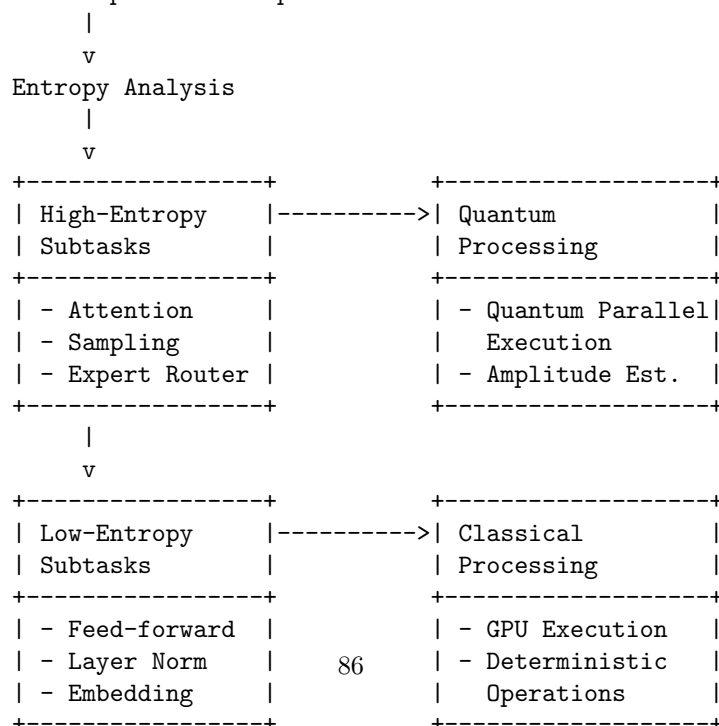 |
v
Entropy Analysis
|
v
+-----------------+ +-------------------+
| High-Entropy |---------->| Quantum |
| Subtasks | | Processing |
+-----------------+ +-------------------+
| - Attention | | - Quantum Parallel|
| - Sampling | | Execution |
| - Expert Router | | - Amplitude Est. |
+-----------------+ +-------------------+
|
v
+-----------------+ +-------------------+
| Low-Entropy |---------->| Classical |
| Subtasks | | Processing |
+-----------------+ +-------------------+
| - Feed-forward | | - GPU Execution |
| - Layer Norm | 86 | - Deterministic |
| - Embedding | | Operations |
+-----------------+ +-------------------+